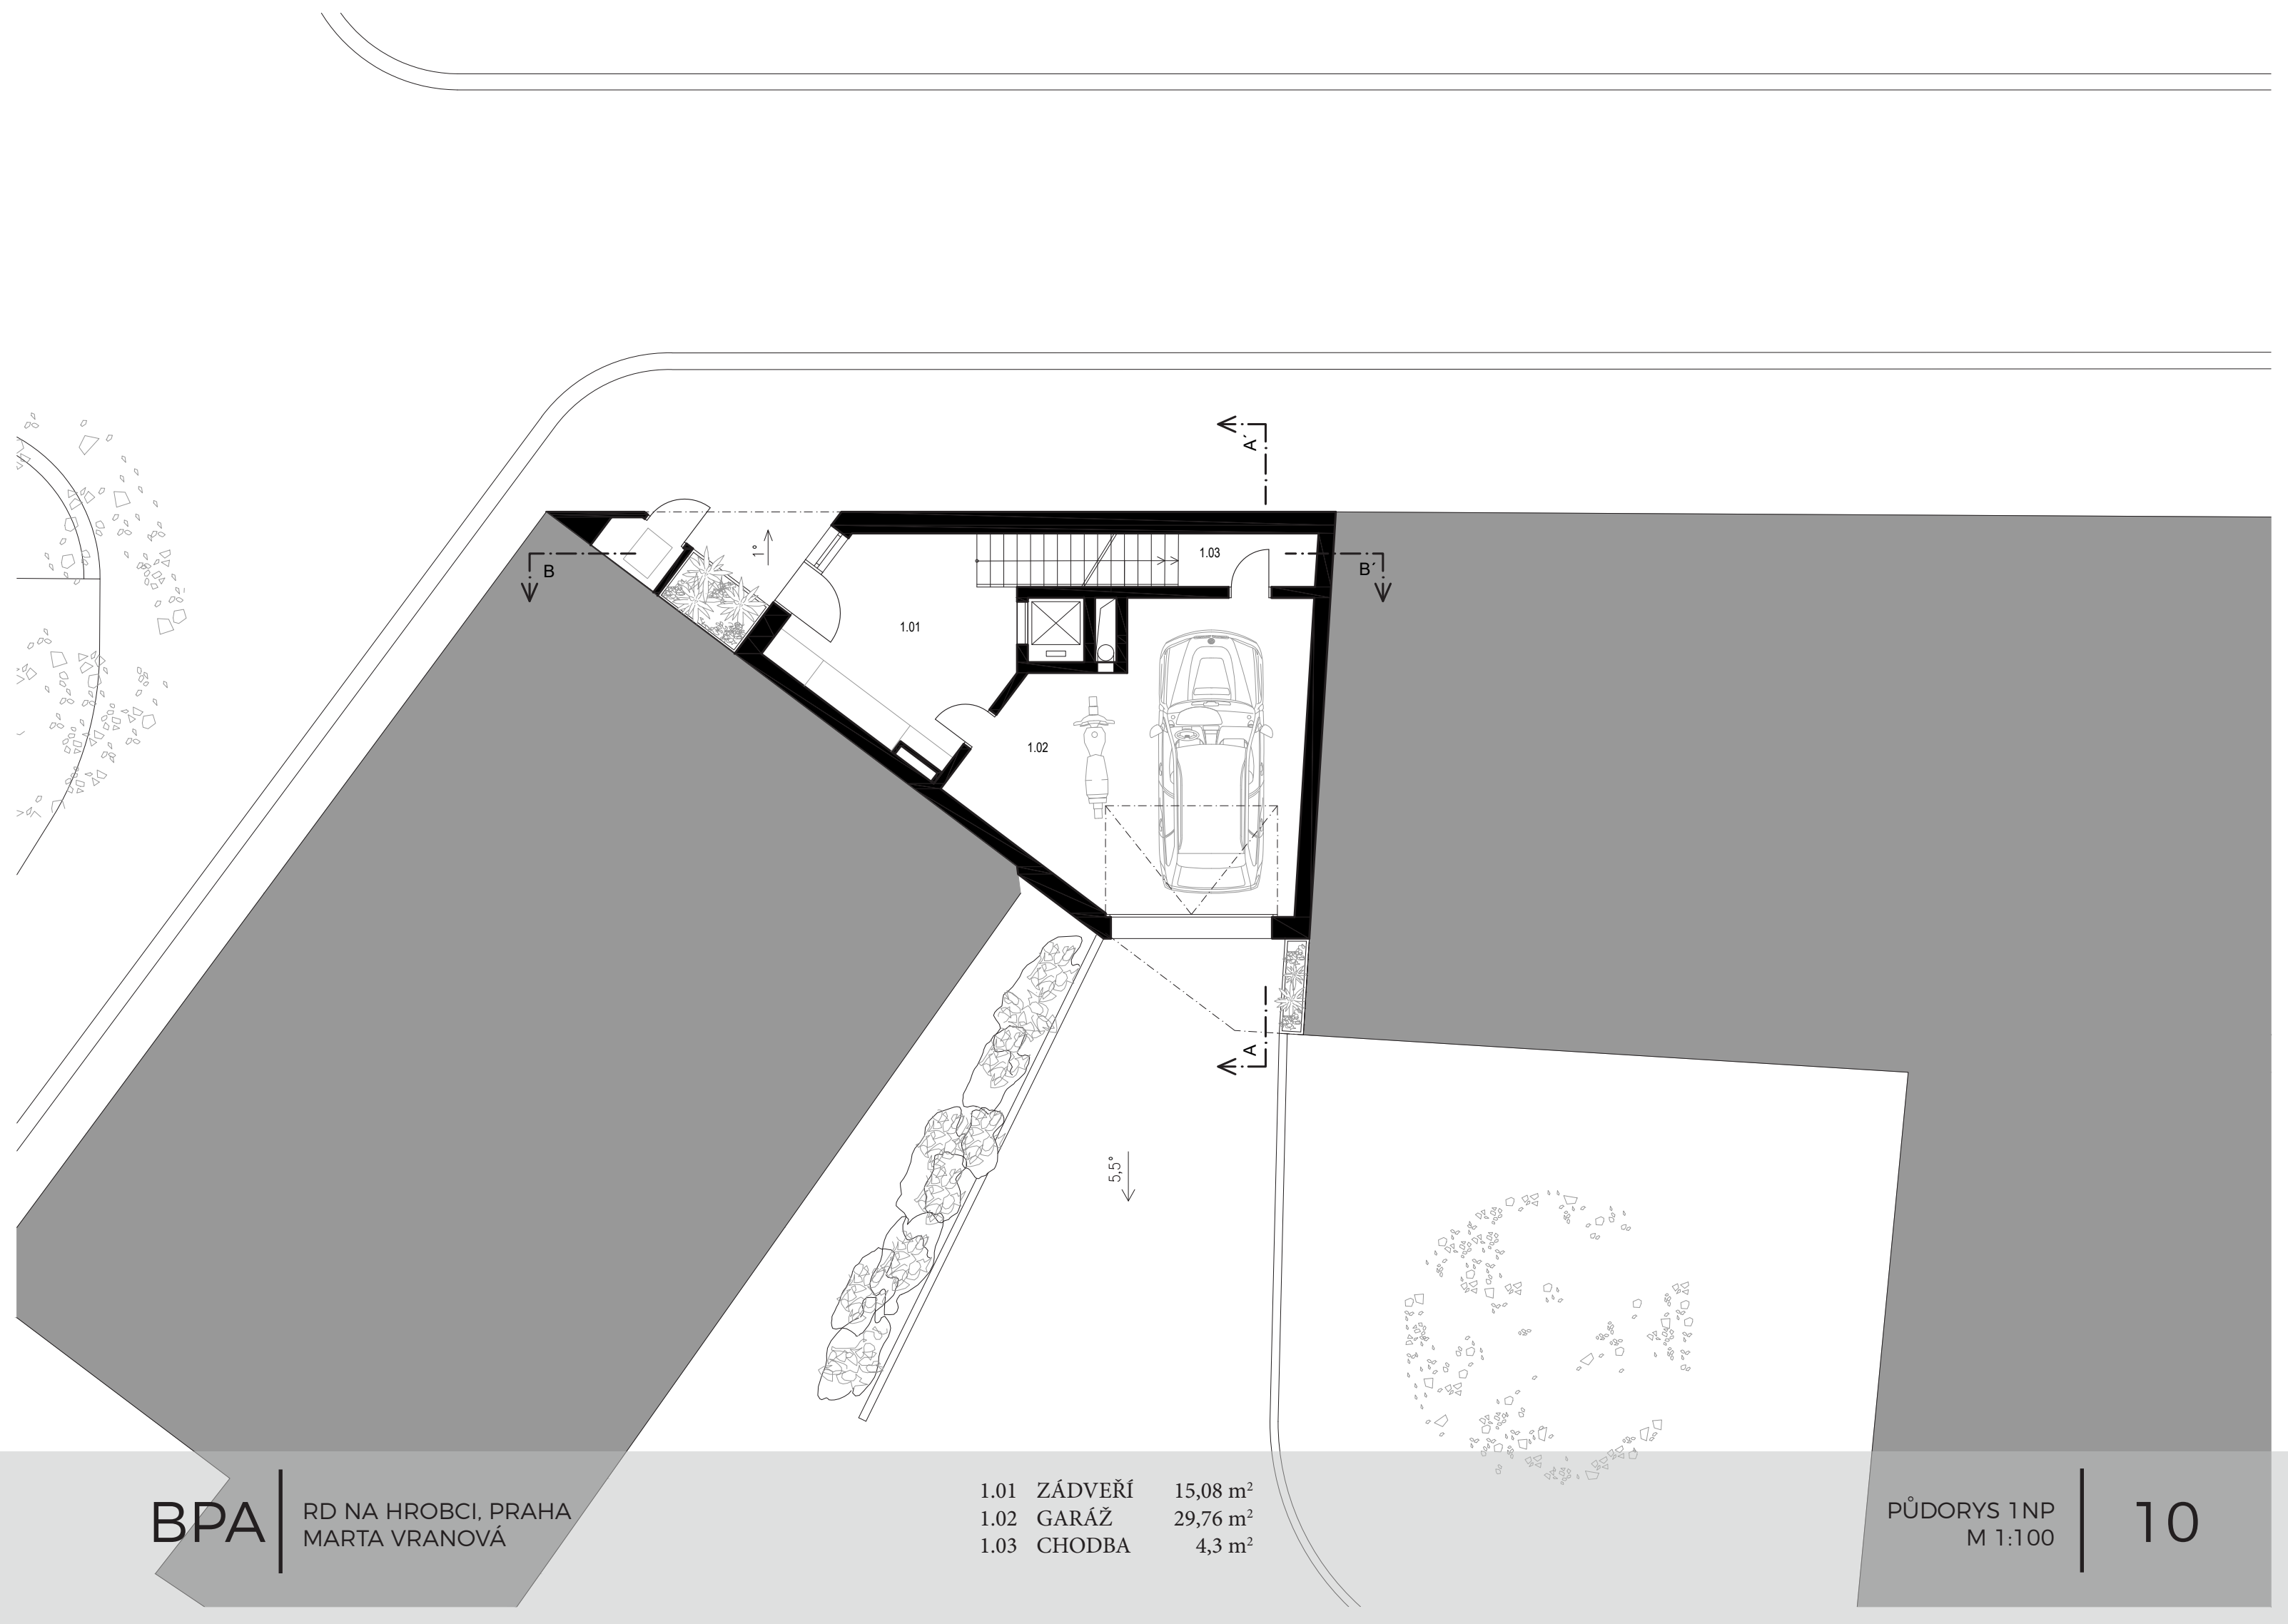 A´
B
B´
1.03
1°
1.01
1.02
A
5,5°
BPA
RD NA HROBCI, PRAHA
MARTA VRANOVÁ
1.01 ZÁDVEŘÍ 15,08 m²
1.02 GARÁŽ 29,76 m²
1.03 CHODBA 4,3 m²
PŮDORYS 1NP
M 1:100
10